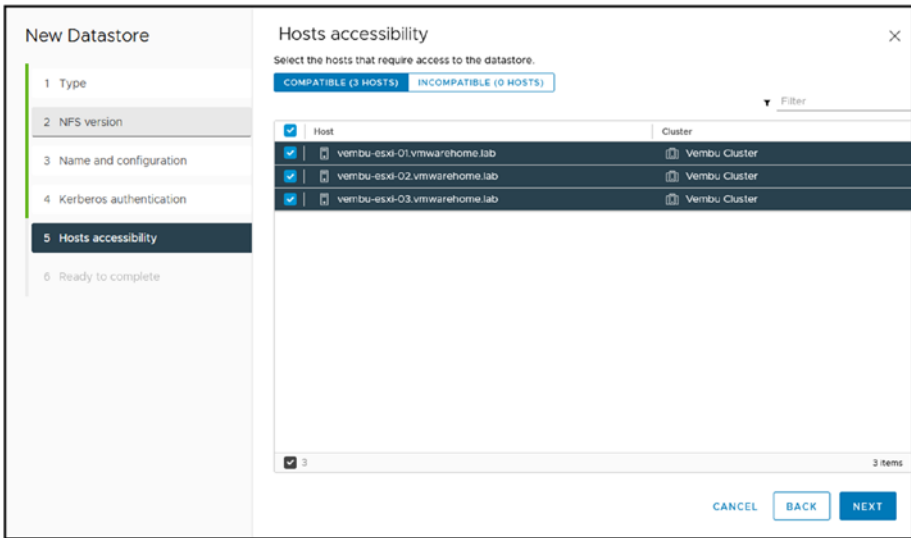 New Datastore
1 Type
2 NFS version
3 Name and configuration
4 Kerberos authentication
5 Hosts accessibility
6 Ready to complete
Hosts accessibility
Select the hosts that require access to the datastore.
COMPATIBLE (3 HOSTS) INCOMPATIBLE (0 HOSTS)
Filter
Host Cluster
vembu-esxi-01.vmwarehome.lab Vembu Cluster
vembu-esxi-02.vmwarehome.lab Vembu Cluster
vembu-esxi-03.vmwarehome.lab Vembu Cluster
3 3 items
CANCEL BACK NEXT